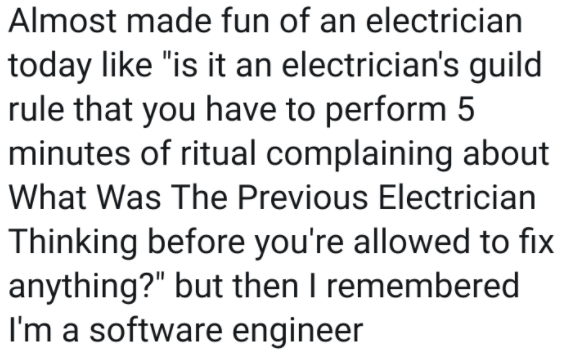 Almost made fun of an electrician
today like "is it an electrician's guild
rule that you have to perform 5
minutes of ritual complaining about
What Was The Previous Electrician
Thinking before you're allowed to fix
anything?" but then I remembered
I'm a software engineer